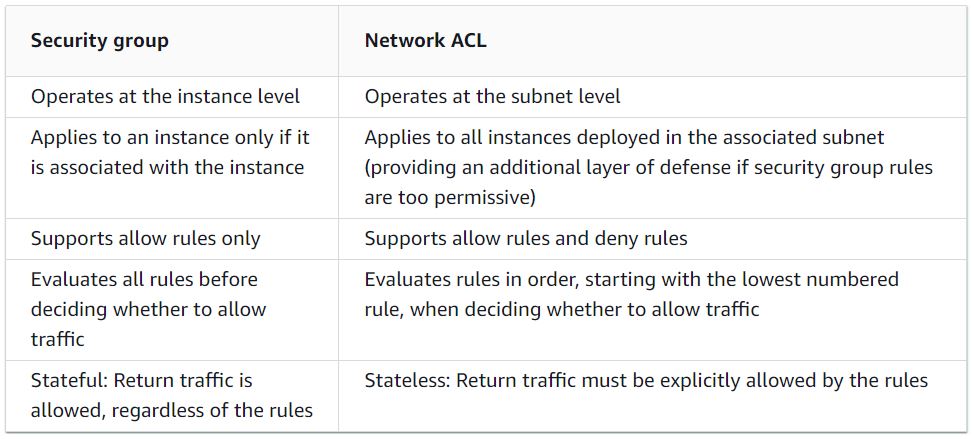 Security group
Network ACL
Operates at the instance level
Operates at the subnet level
Applies to an instance only if it
is associated with the instance
Applies to all instances deployed in the associated subnet
(providing an additional layer of defense if security group rules
are too permissive)
Supports allow rules only
Supports allow rules and deny rules
Evaluates all rules before
deciding whether to allow
traffic
Evaluates rules in order, starting with the lowest numbered
rule, when deciding whether to allow traffic
Stateful: Return traffic is
allowed, regardless of the rules
Stateless: Return traffic must be explicitly allowed by the rules